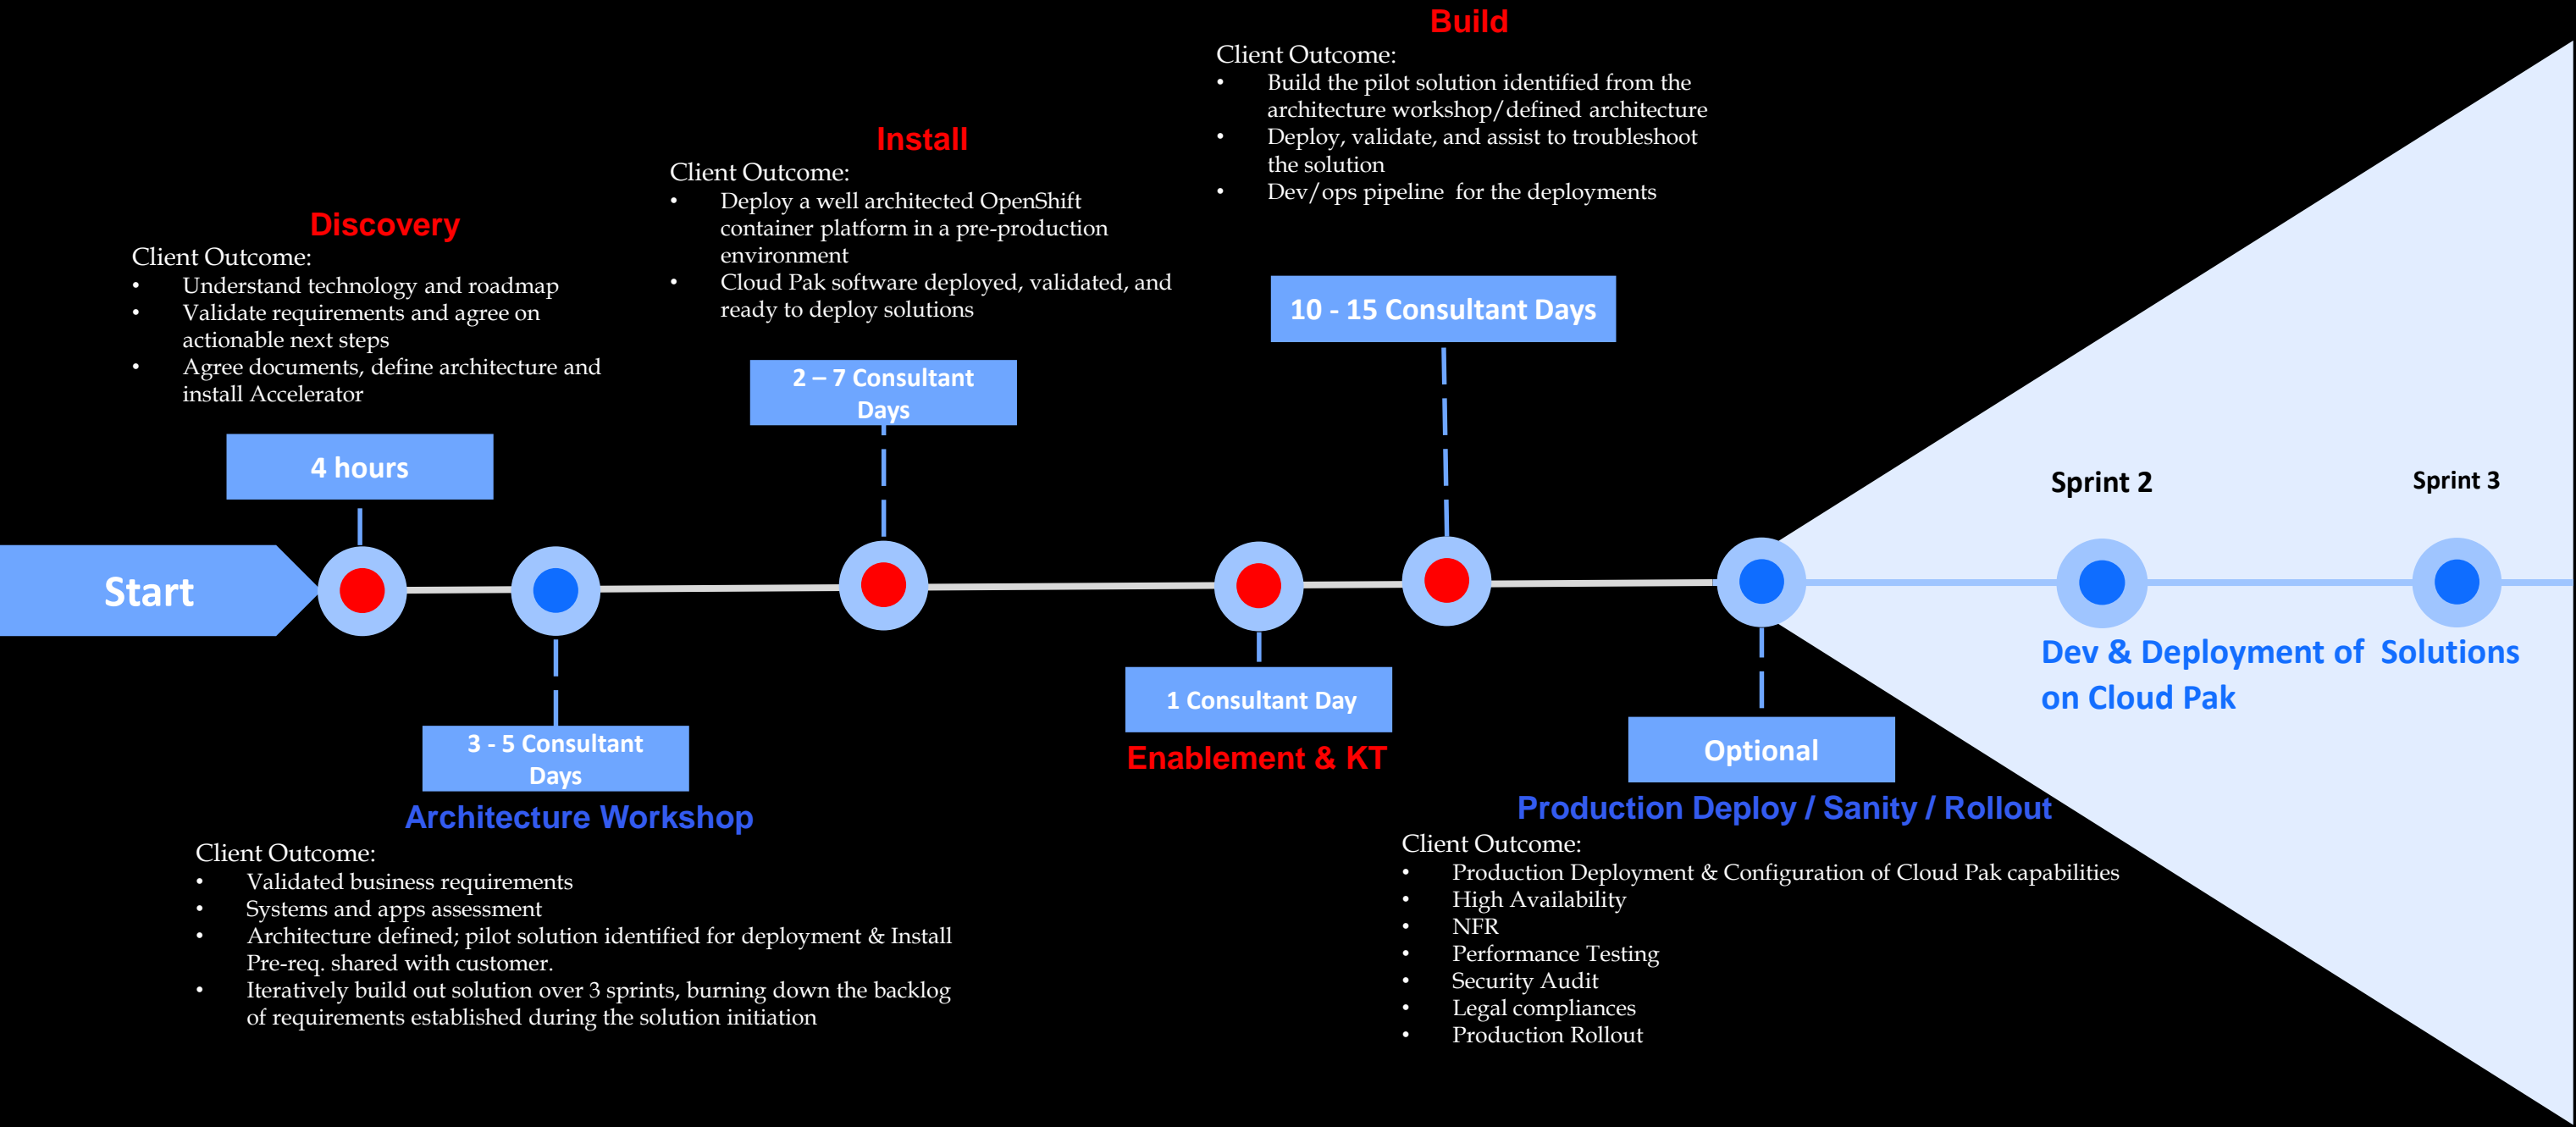 Build
Client Outcome:
• Build the pilot solution identified from the
architecture workshop/defined architecture
• Deploy, validate, and assist to troubleshoot
the solution
• Dev/ops pipeline for the deployments
10 - 15 Consultant Days
Install
Client Outcome:
• Deploy a well architected OpenShift
container platform in a pre-production
environment
• Cloud Pak software deployed, validated, and
ready to deploy solutions
2 – 7 Consultant
Days
Discovery
Client Outcome:
• Understand technology and roadmap
• Validate requirements and agree on
actionable next steps
• Agree documents, define architecture and
install Accelerator
4 hours
Start
Sprint 2
Sprint 3
Dev & Deployment of Solutions
on Cloud Pak
3 - 5 Consultant
Days
Architecture Workshop
Client Outcome:
• Validated business requirements
• Systems and apps assessment
• Architecture defined; pilot solution identified for deployment & Install
Pre-req. shared with customer.
• Iteratively build out solution over 3 sprints, burning down the backlog
of requirements established during the solution initiation
1 Consultant Day
Enablement & KT
Optional
Production Deploy / Sanity / Rollout
Client Outcome:
• Production Deployment & Configuration of Cloud Pak capabilities
• High Availability
• NFR
• Performance Testing
• Security Audit
• Legal compliances
• Production Rollout